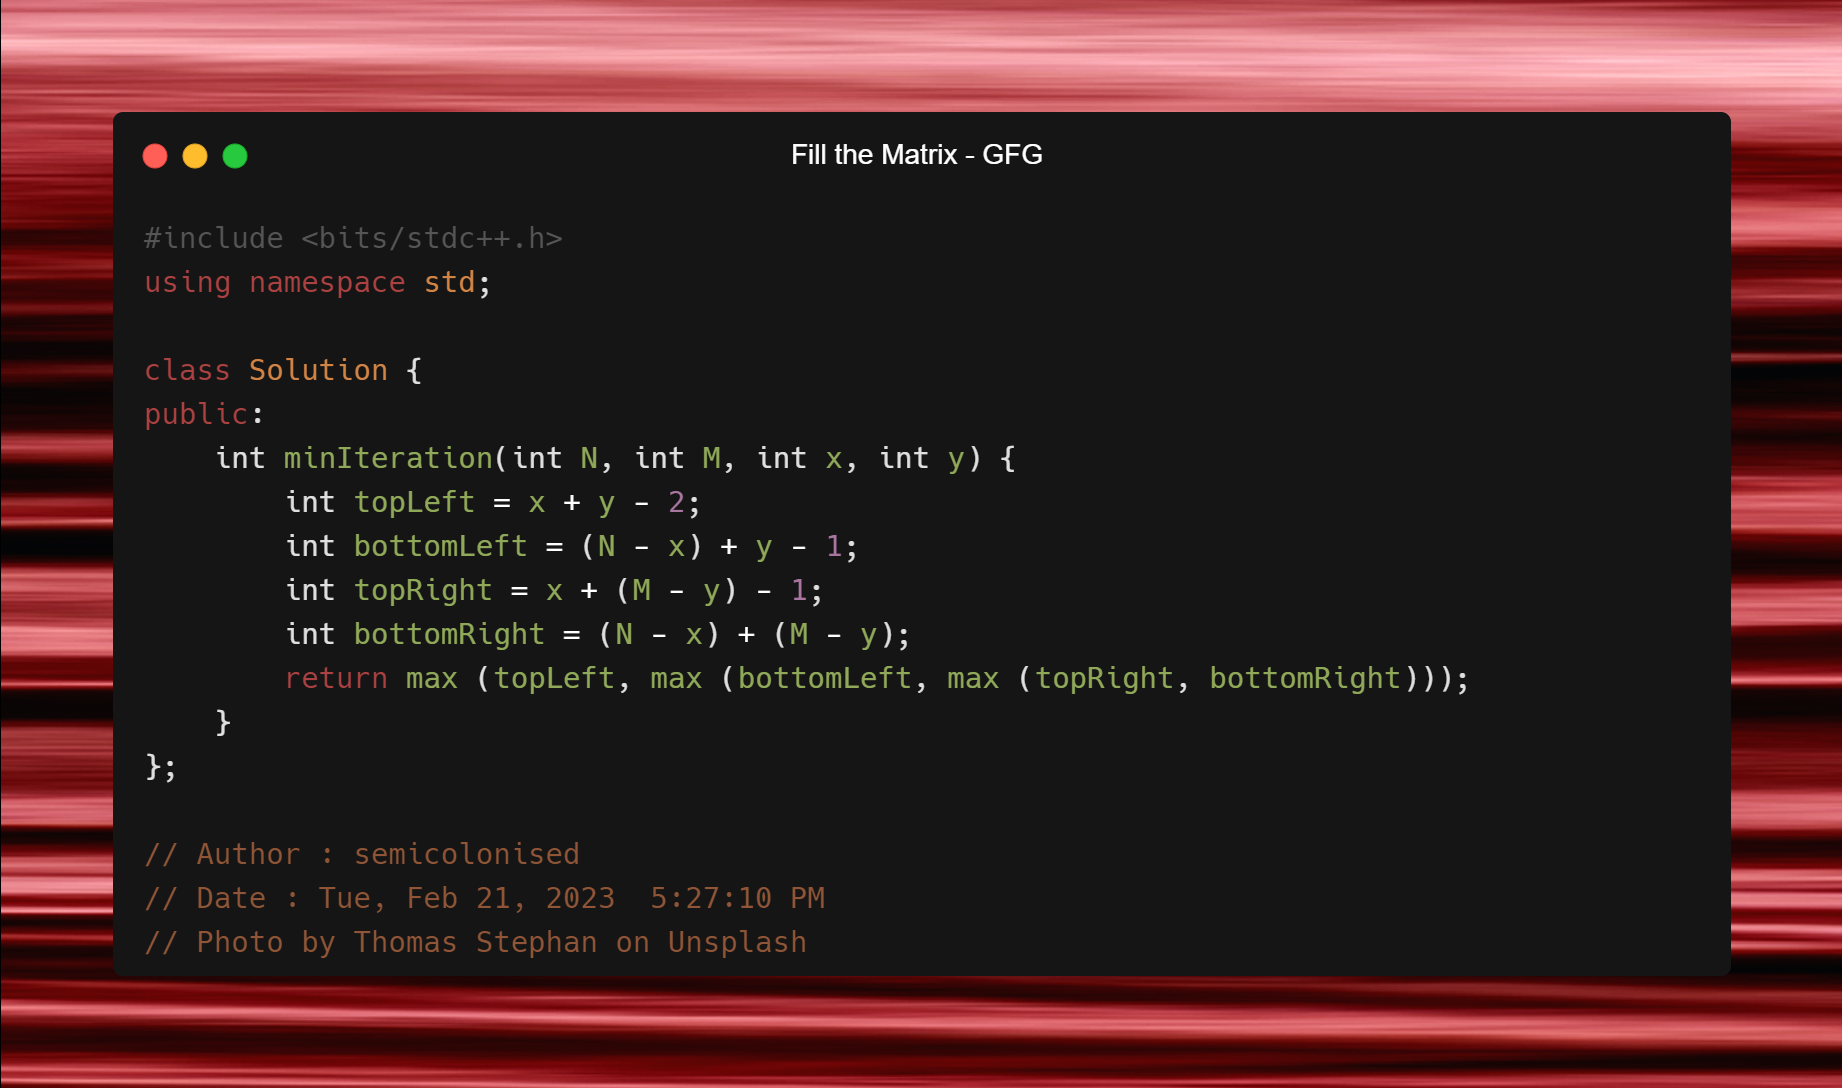 Fill the Matrix - GFG
#include <bits/stdc++.h>
using namespace std;
class Solution {
public:
    int minIteration(int N, int M, int x, int y) {
        int topLeft = x + y - 2;
        int bottomLeft = (N - x) + y - 1;
        int topRight = x + (M - y) - 1;
        int bottomRight = (N - x) + (M - y);
        return max (topLeft, max (bottomLeft, max (topRight, bottomRight)));
    }
};
// Author : semicolonised
// Date : Tue, Feb 21, 2023  5:27:10 PM
// Photo by Thomas Stephan on Unsplash